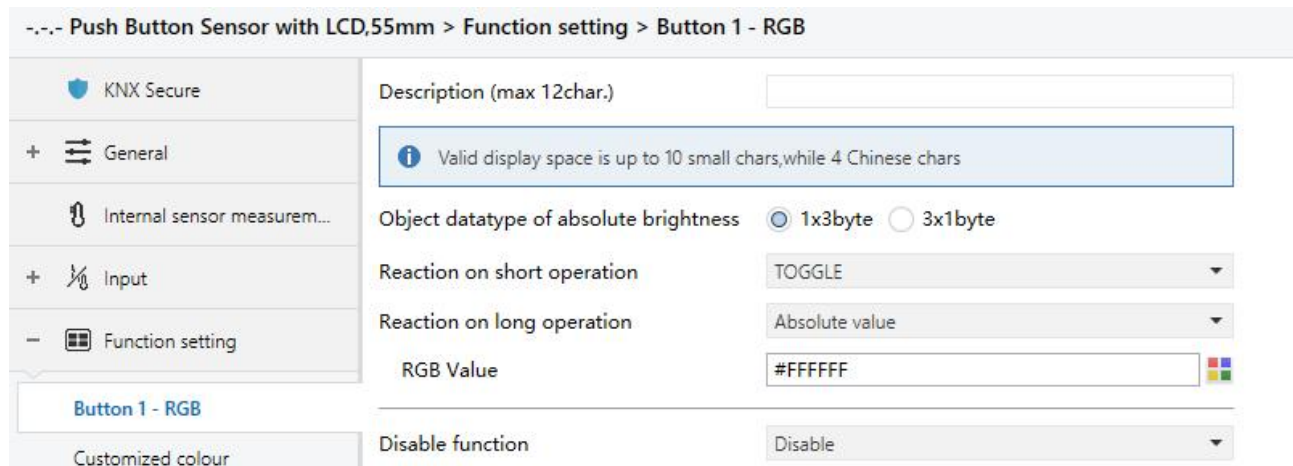 -.-.- Push Button Sensor with LCD,55mm > Function setting > Button 1 - RGB
KNX Secure
Description (max 12char.)
+ General
Valid display space is up to 10 small chars,while 4 Chinese chars
Internal sensor measurem...
Object datatype of absolute brightness 1x3byte 3x1byte
+ Input
Reaction on short operation TOGGLE
Reaction on long operation Absolute value
- Function setting
RGB Value #FFFFFF
Button 1 - RGB
Disable function Disable
Customized colour